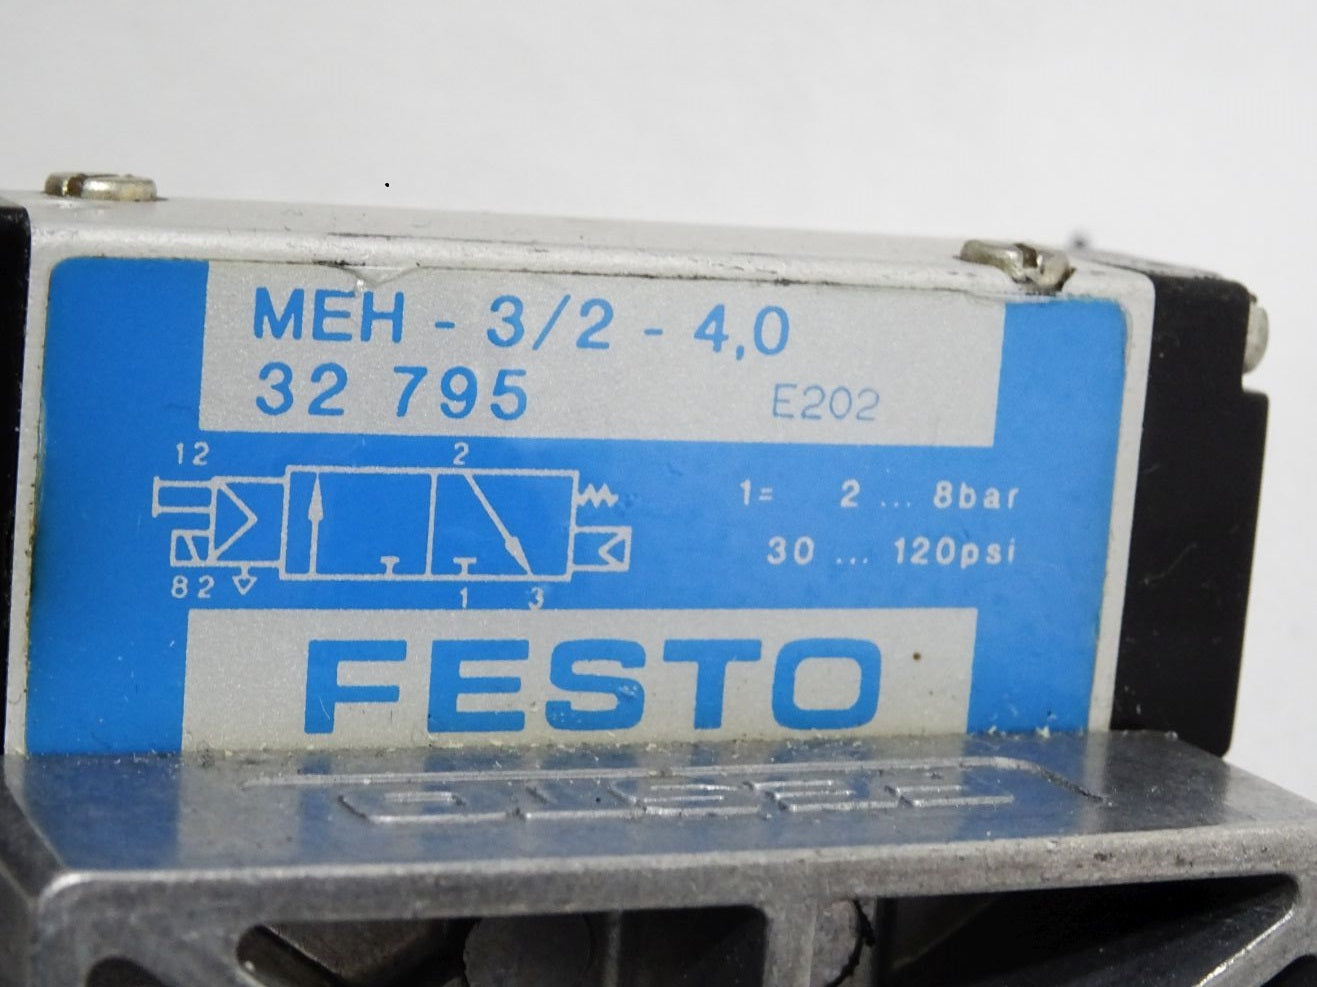 MEH - 3/2 - 4,0
32 795 E202
12 2
1= 2 ... 8bar
30 ... 120psi
82 1 3
FESTO
FESTO